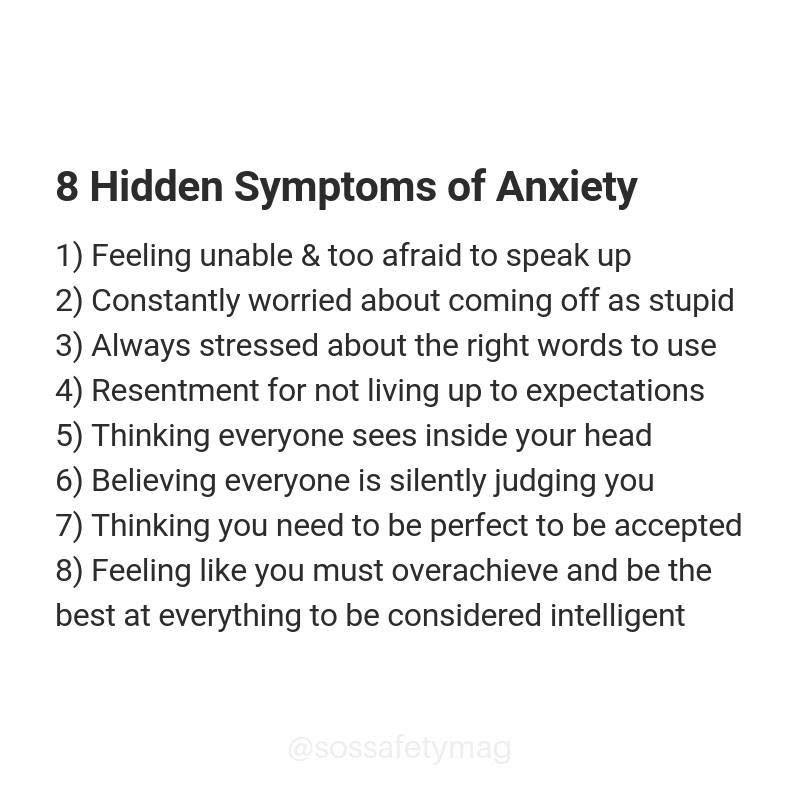 8 Hidden Symptoms of Anxiety
1) Feeling unable & too afraid to speak up
2) Constantly worried about coming off as stupid
3) Always stressed about the right words to use
4) Resentment for not living up to expectations
5) Thinking everyone sees inside your head
6) Believing everyone is silently judging you
7) Thinking you need to be perfect to be accepted
8) Feeling like you must overachieve and be the
best at everything to be considered intelligent
@sossafetymag